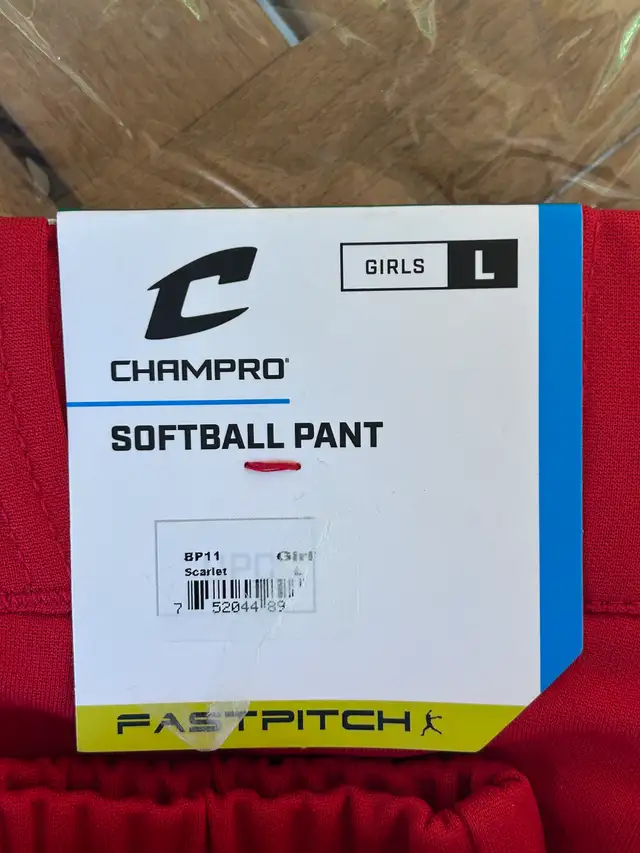 GIRLS L
CHAMPRO
SOFTBALL PANT
BP11 Girl
Scarlet L
7 52044 89
FASTPITCH